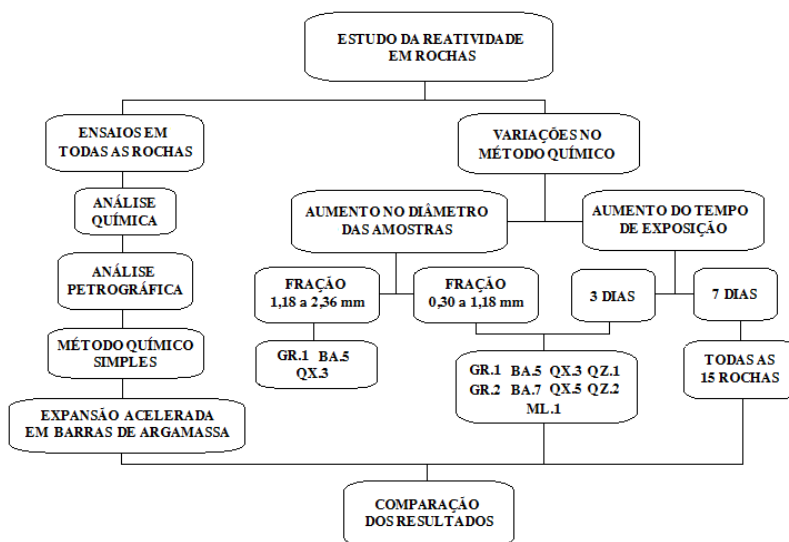 ESTUDO DA REATIVIDADE
EM ROCHAS
ENSAIOS EM
TODAS AS ROCHAS
VARIAÇÕES NO
MÉTODO QUÍMICO
ANÁLISE
QUÍMICA
AUMENTO NO DIÂMETRO
DAS AMOSTRAS
AUMENTO DO TEMPO
DE EXPOSIÇÃO
ANÁLISE
PETROGRÁFICA
FRAÇÃO
1,18 a 2,36 mm
FRAÇÃO
0,30 a 1,18 mm
3 DIAS
7 DIAS
MÉTODO QUÍMICO
SIMPLES
GR.1 BA.5
QX.3
GR.1 BA.5 QX.3 QZ.1
GR.2 BA.7 QX.5 QZ.2
ML.1
TODAS AS
15 ROCHAS
EXPANSÃO ACELERADA
EM BARRAS DE ARGAMASSA
COMPARAÇÃO
DOS RESULTADOS